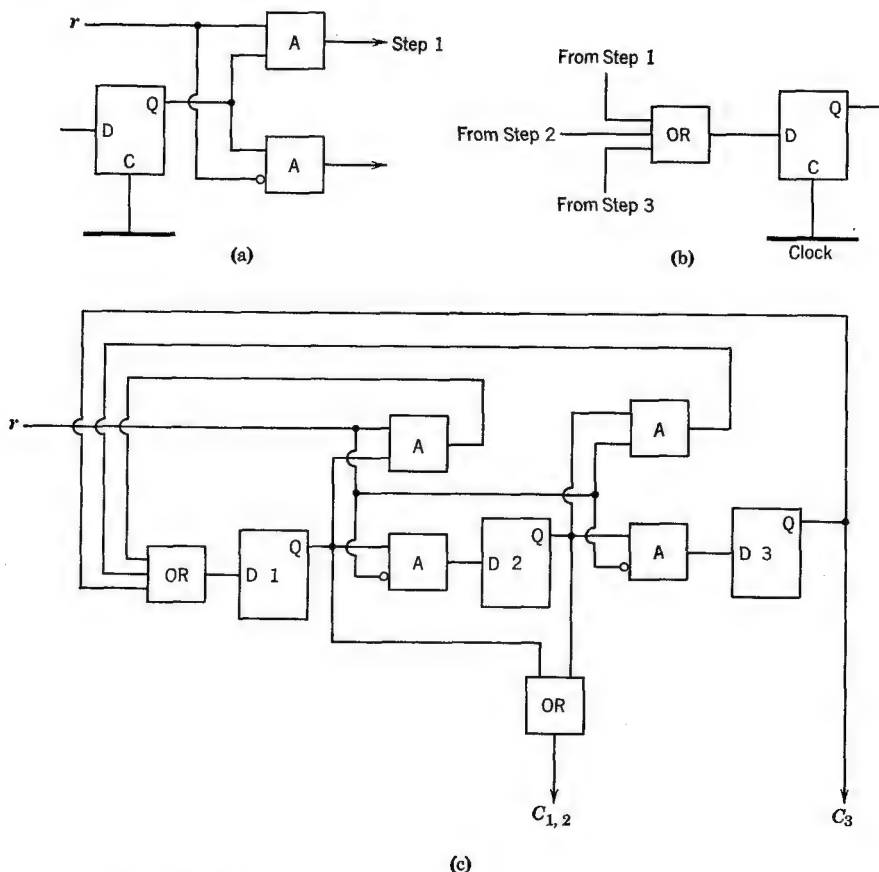 r
A
Step 1
Q
D
C
A
(a)
From Step 1
From Step 2
OR
From Step 3
Q
D
C
Clock
(b)
r
A
A
OR
D 1
Q
A
D 2
Q
A
D 3
Q
OR
C1, 2
C3
(c)